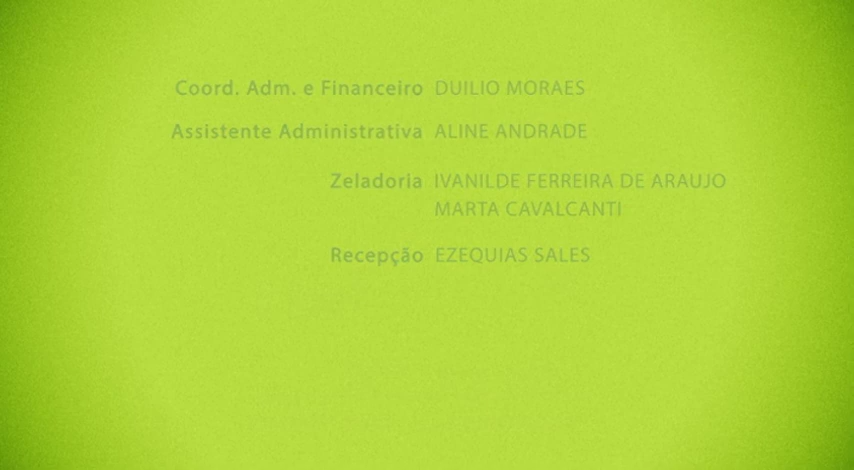 Coord. Adm. e Financeiro DUILIO MORAES
Assistente Administrativa ALINE ANDRADE
Zeladoria IVANILDE FERREIRA DE ARAUJO
MARTA CAVALCANTI
Recepção EZEQUIAS SALES